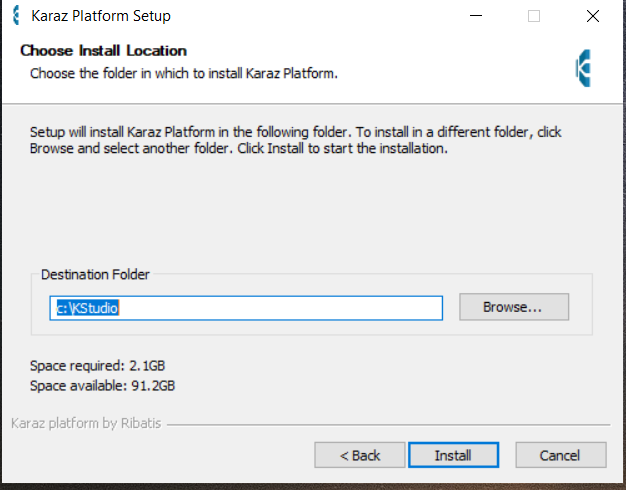 Karaz Platform Setup
Choose Install Location
Choose the folder in which to install Karaz Platform.
Setup will install Karaz Platform in the following folder. To install in a different folder, click
Browse and select another folder. Click Install to start the installation.
Destination Folder
c:\KStudio
Browse...
Space required: 2.1GB
Space available: 91.2GB
Karaz platform by Ribatis
< Back
Install
Cancel